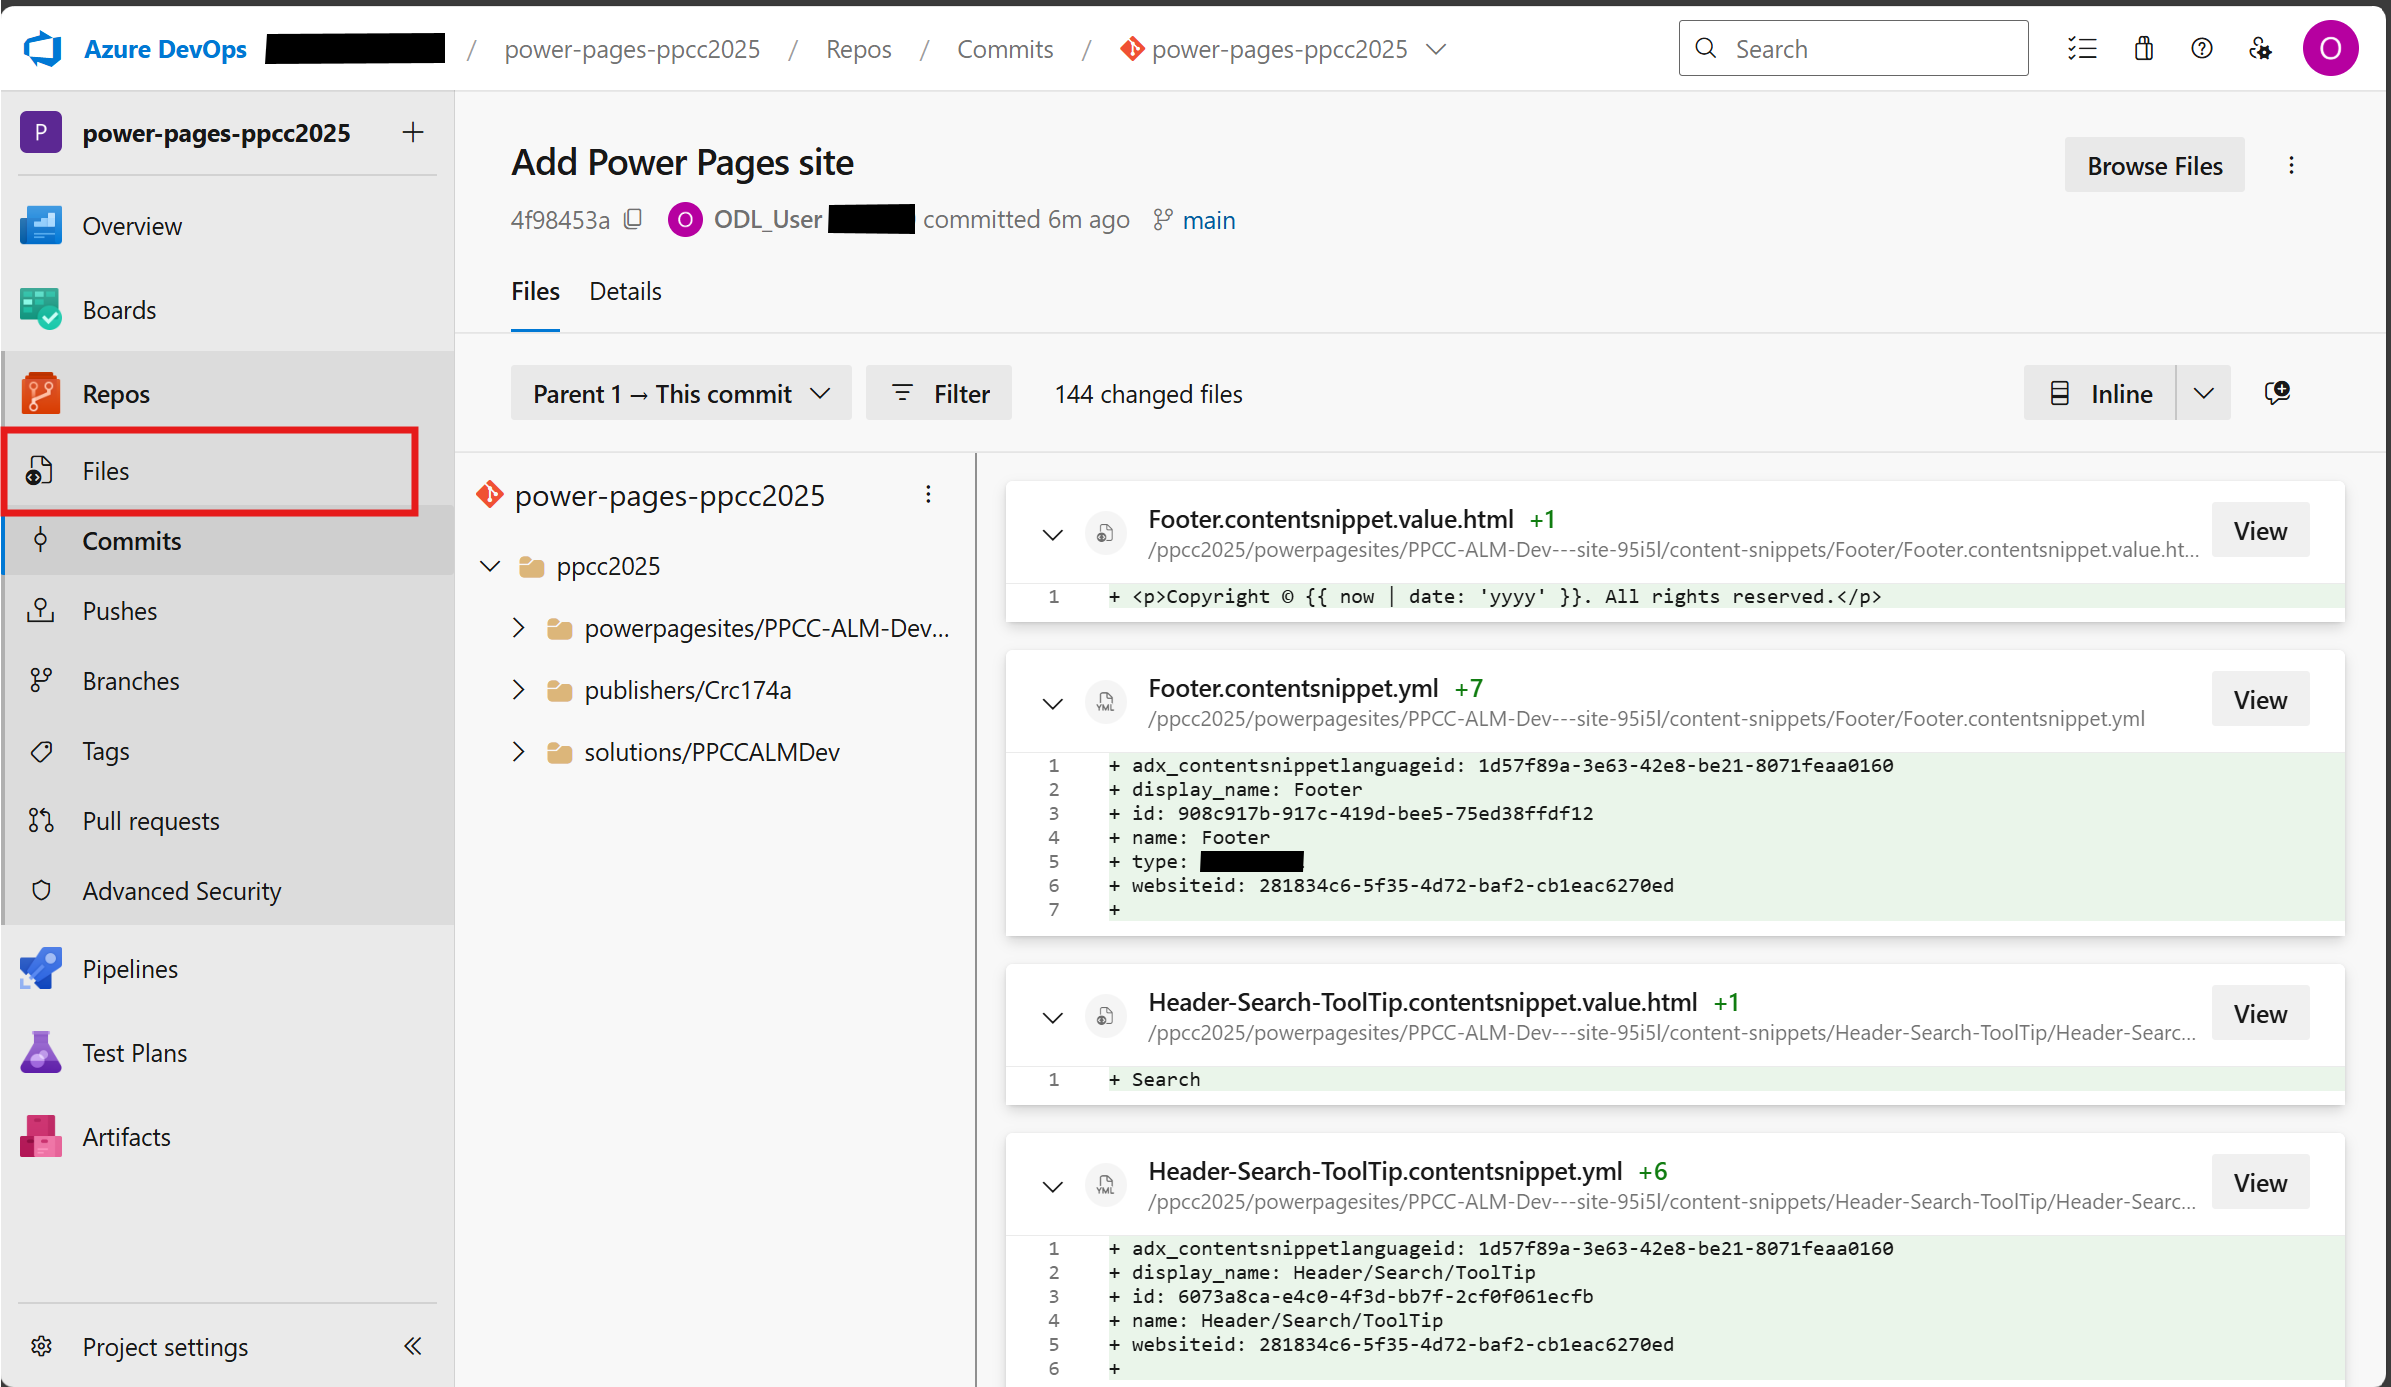 Azure DevOps / power-pages-ppcc2025 / Repos / Commits / power-pages-ppcc2025
Search
O
P power-pages-ppcc2025
Overview
Boards
Repos
Files
Commits
Pushes
Branches
Tags
Pull requests
Advanced Security
Pipelines
Test Plans
Artifacts
Project settings
Add Power Pages site
Browse Files
4f98453a O ODL_User committed 6m ago main
Files Details
Parent 1 → This commit Filter 144 changed files
Inline
power-pages-ppcc2025
ppcc2025
powerpagesites/PPCC-ALM-Dev...
publishers/Crc174a
solutions/PPCCALMDev
Footer.contentsnippet.value.html +1
/ppcc2025/powerpagesites/PPCC-ALM-Dev---site-95i5l/content-snippets/Footer/Footer.contentsnippet.value.ht...
View
1 + <p>Copyright © {{ now | date: 'yyyy' }}. All rights reserved.</p>
YML
Footer.contentsnippet.yml +7
/ppcc2025/powerpagesites/PPCC-ALM-Dev---site-95i5l/content-snippets/Footer/Footer.contentsnippet.yml
View
1 + adx_contentsnippetlanguageid: 1d57f89a-3e63-42e8-be21-8071feaa0160
2 + display_name: Footer
3 + id: 908c917b-917c-419d-bee5-75ed38ffdf12
4 + name: Footer
5 + type:
6 + websiteid: 281834c6-5f35-4d72-baf2-cb1eac6270ed
7 +
Header-Search-ToolTip.contentsnippet.value.html +1
/ppcc2025/powerpagesites/PPCC-ALM-Dev---site-95i5l/content-snippets/Header-Search-ToolTip/Header-Searc...
View
1 + Search
YML
Header-Search-ToolTip.contentsnippet.yml +6
/ppcc2025/powerpagesites/PPCC-ALM-Dev---site-95i5l/content-snippets/Header-Search-ToolTip/Header-Searc...
View
1 + adx_contentsnippetlanguageid: 1d57f89a-3e63-42e8-be21-8071feaa0160
2 + display_name: Header/Search/ToolTip
3 + id: 6073a8ca-e4c0-4f3d-bb7f-2cf0f061ecfb
4 + name: Header/Search/ToolTip
5 + websiteid: 281834c6-5f35-4d72-baf2-cb1eac6270ed
6 +